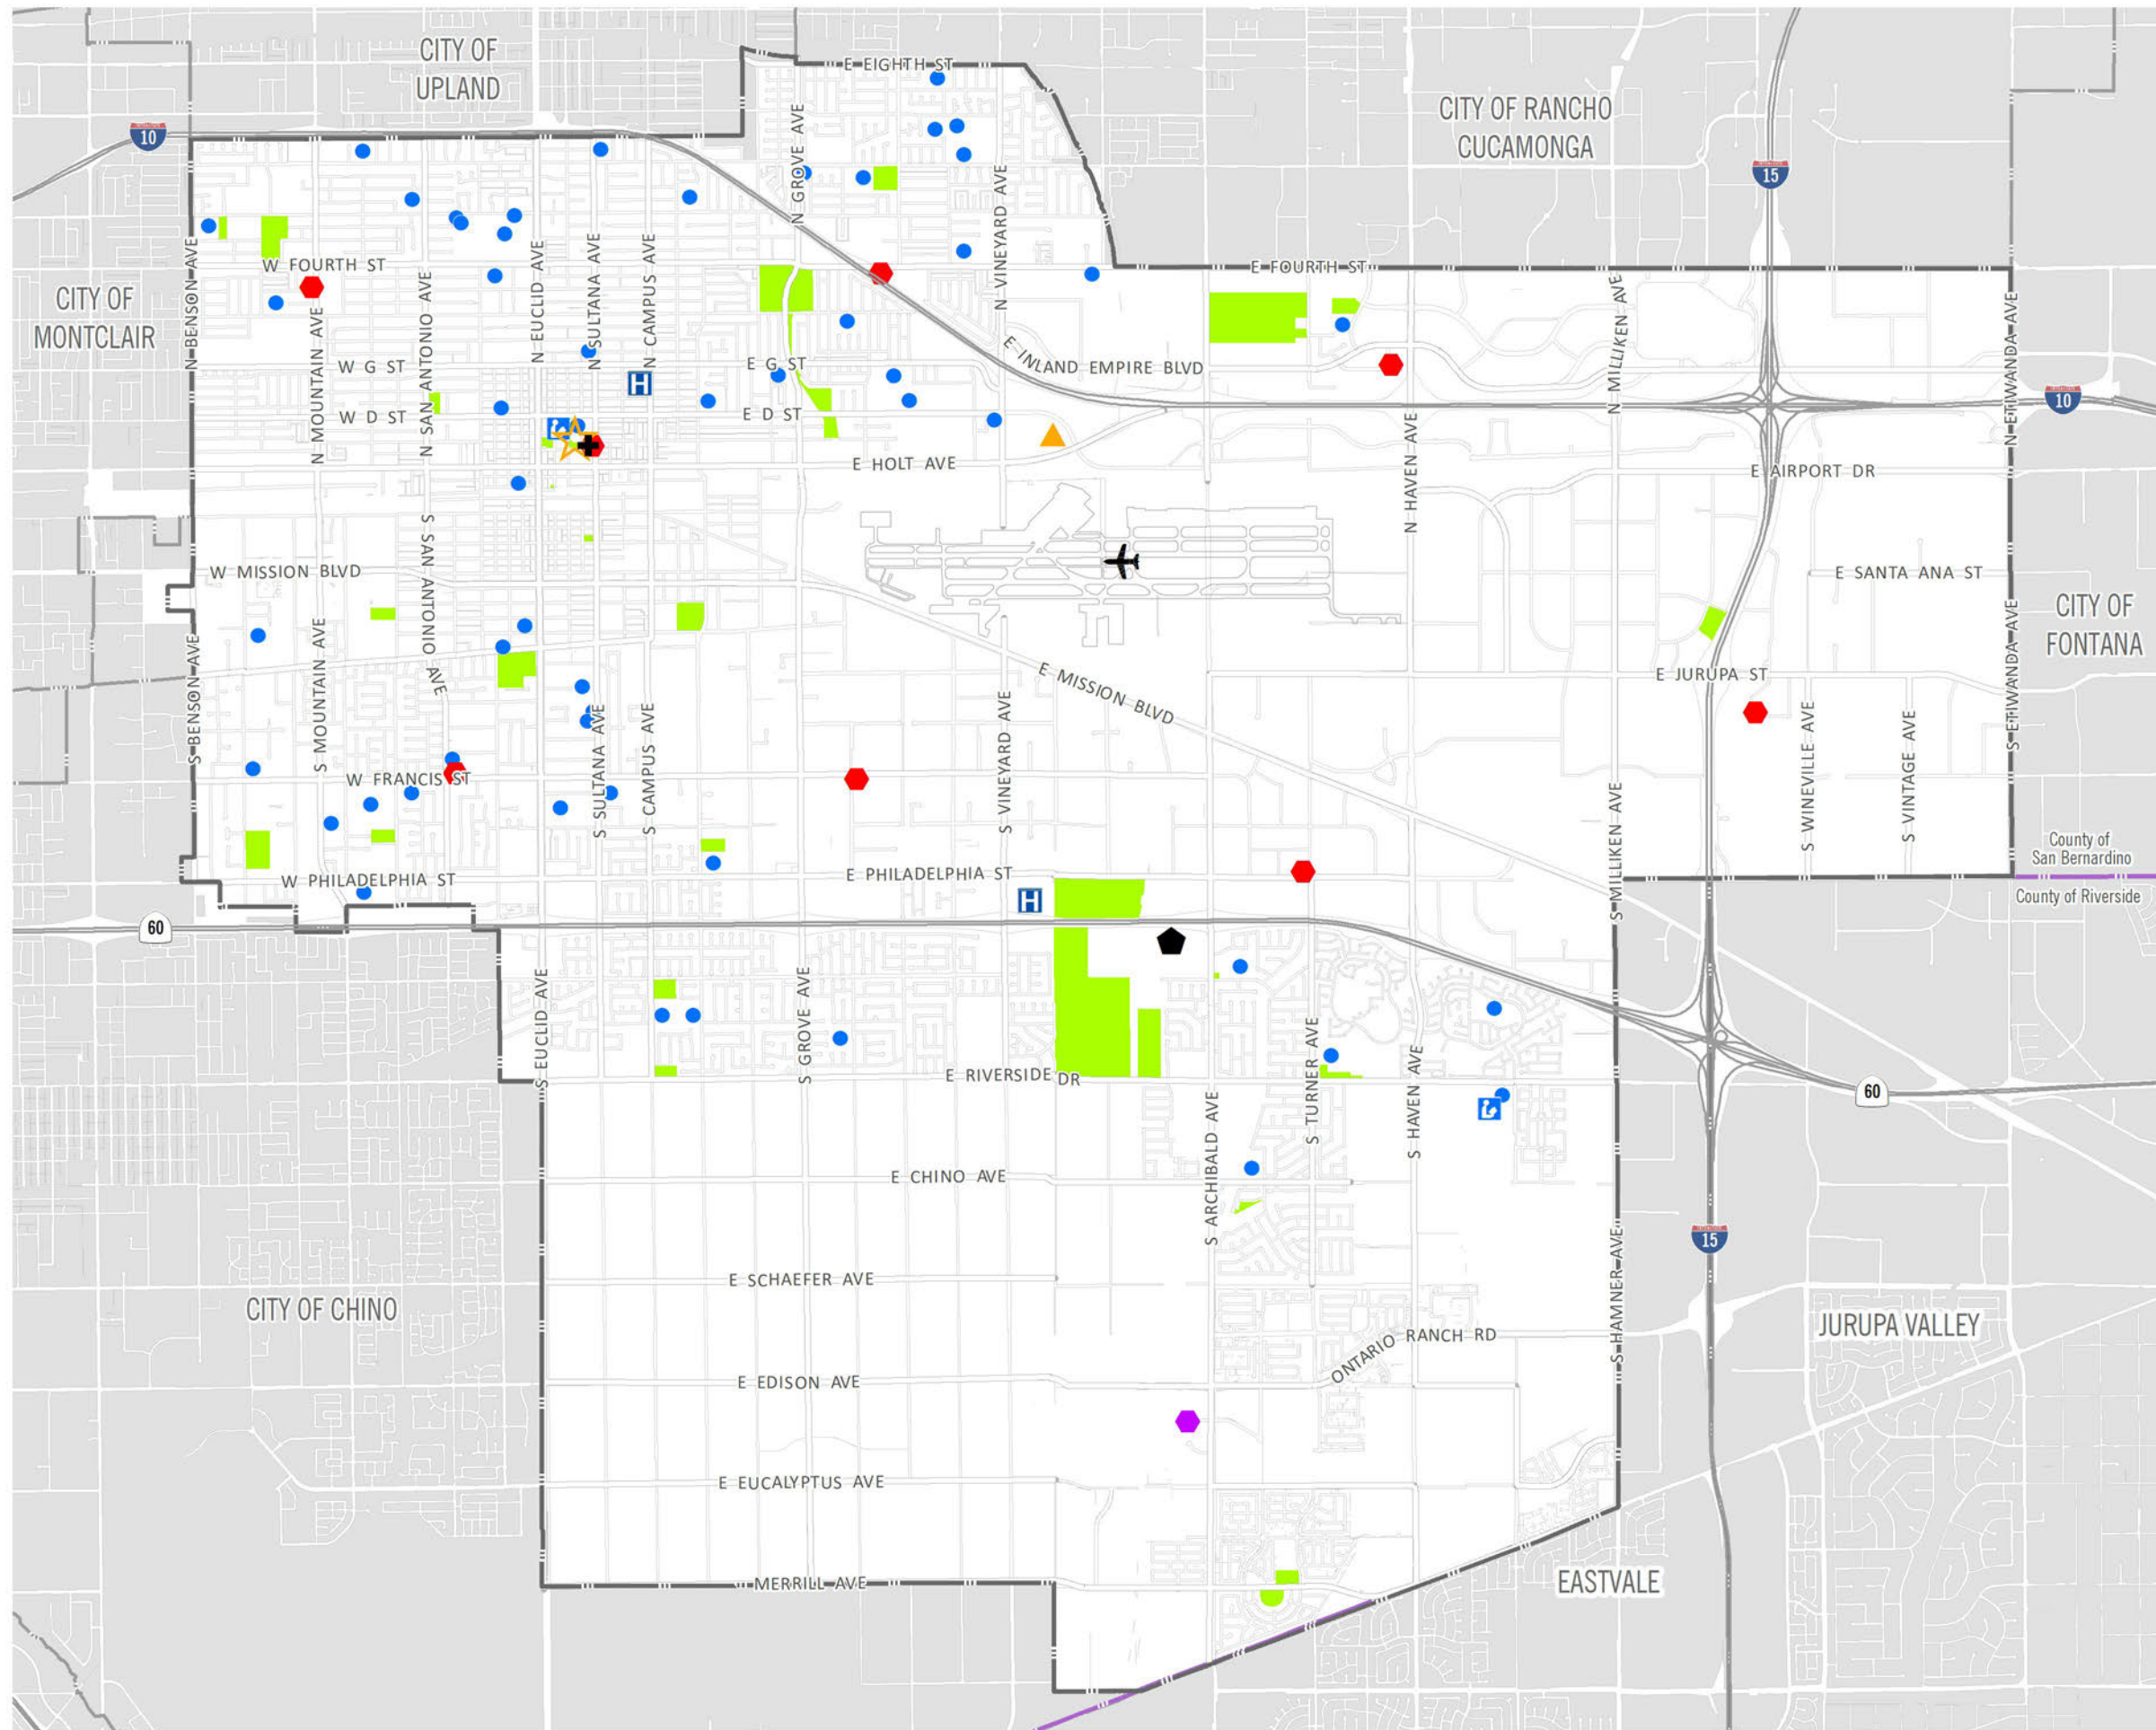 CITY OF
UPLAND
E EIGHTH ST
CITY OF RANCHO
CUCAMONGA
10
15
N GROVE AVE
N VINEYARD AVE
W FOURTH ST
E FOURTH ST
CITY OF
MONTCLAIR
N BENSON AVE
N MOUNTAIN AVE
N SAN ANTONIO AVE
N EUCLID AVE
N SULTANA AVE
N CAMPUS AVE
N MILLIKEN AVE
N ETIWANDA AVE
W G ST
E G ST
E INLAND EMPIRE BLVD
H
10
W D ST
E D ST
N HAVEN AVE
E HOLT AVE
E AIRPORT DR
W MISSION BLVD
S SAN ANTONIO AVE
E SANTA ANA ST
CITY OF
FONTANA
S BENSON AVE
S MOUNTAIN AVE
E MISSION BLVD
E JURUPA ST
S ETIWANDA AVE
S SULTANA AVE
S CAMPUS AVE
S VINEYARD AVE
S WINEVILLE AVE
S VINTAGE AVE
W FRANCIS ST
S MILLIKEN AVE
County of
San Bernardino
W PHILADELPHIA ST
E PHILADELPHIA ST
County of Riverside
H
60
S EUCLID AVE
S GROVE AVE
E RIVERSIDE DR
S TURNER AVE
S HAVEN AVE
60
S ARCHIBALD AVE
E CHINO AVE
15
S HAMNER AVE
E SCHAEFER AVE
CITY OF CHINO
ONTARIO RANCH RD
JURUPA VALLEY
E EDISON AVE
E EUCALYPTUS AVE
MERRILL AVE
EASTVALE